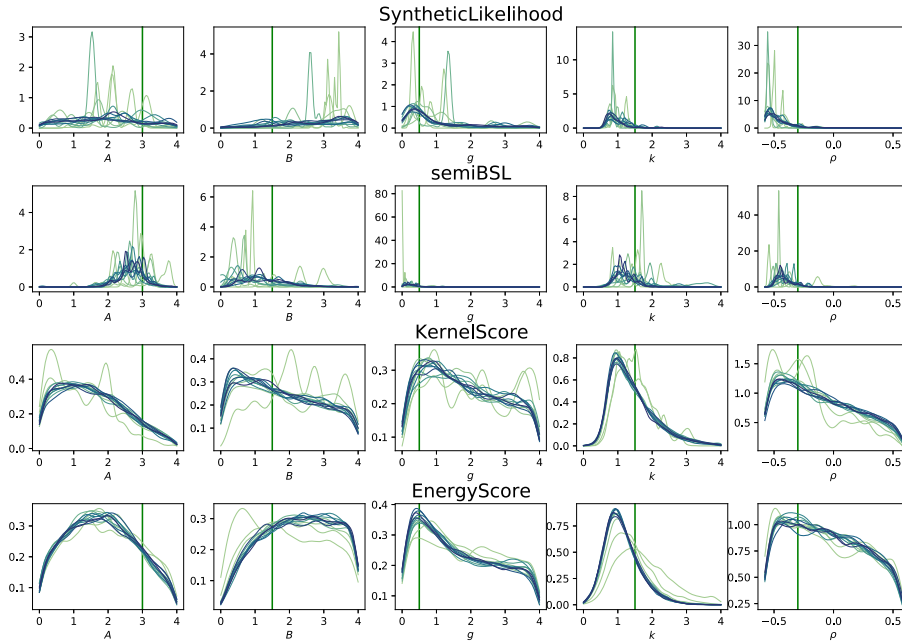 SyntheticLikelihood
3
2
1
0
0 1 2 3 4
A
4
2
0
0 1 2 3 4
B
4
3
2
1
0
0 1 2 3 4
g
10
5
0
0 1 2 3 4
k
30
20
10
0
−0.5 0.0 0.5
ρ
semiBSL
6
4
2
0
0 1 2 3 4
A
6
4
2
0
0 1 2 3 4
B
80
60
40
20
0
0 1 2 3 4
g
8
6
4
2
0
0 1 2 3 4
k
40
20
0
−0.5 0.0 0.5
ρ
KernelScore
0.4
0.2
0.0
0 1 2 3 4
A
0.4
0.3
0.2
0.1
0 1 2 3 4
B
0.3
0.2
0.1
0 1 2 3 4
g
0.8
0.6
0.4
0.2
0.0
0 1 2 3 4
k
1.5
1.0
0.5
−0.5 0.0 0.5
ρ
EnergyScore
0.3
0.2
0.1
0 1 2 3 4
A
0.3
0.2
0.1
0 1 2 3 4
B
0.4
0.3
0.2
0.1
0 1 2 3 4
g
0.75
0.50
0.25
0.00
0 1 2 3 4
k
1.00
0.75
0.50
0.25
−0.5 0.0 0.5
ρ